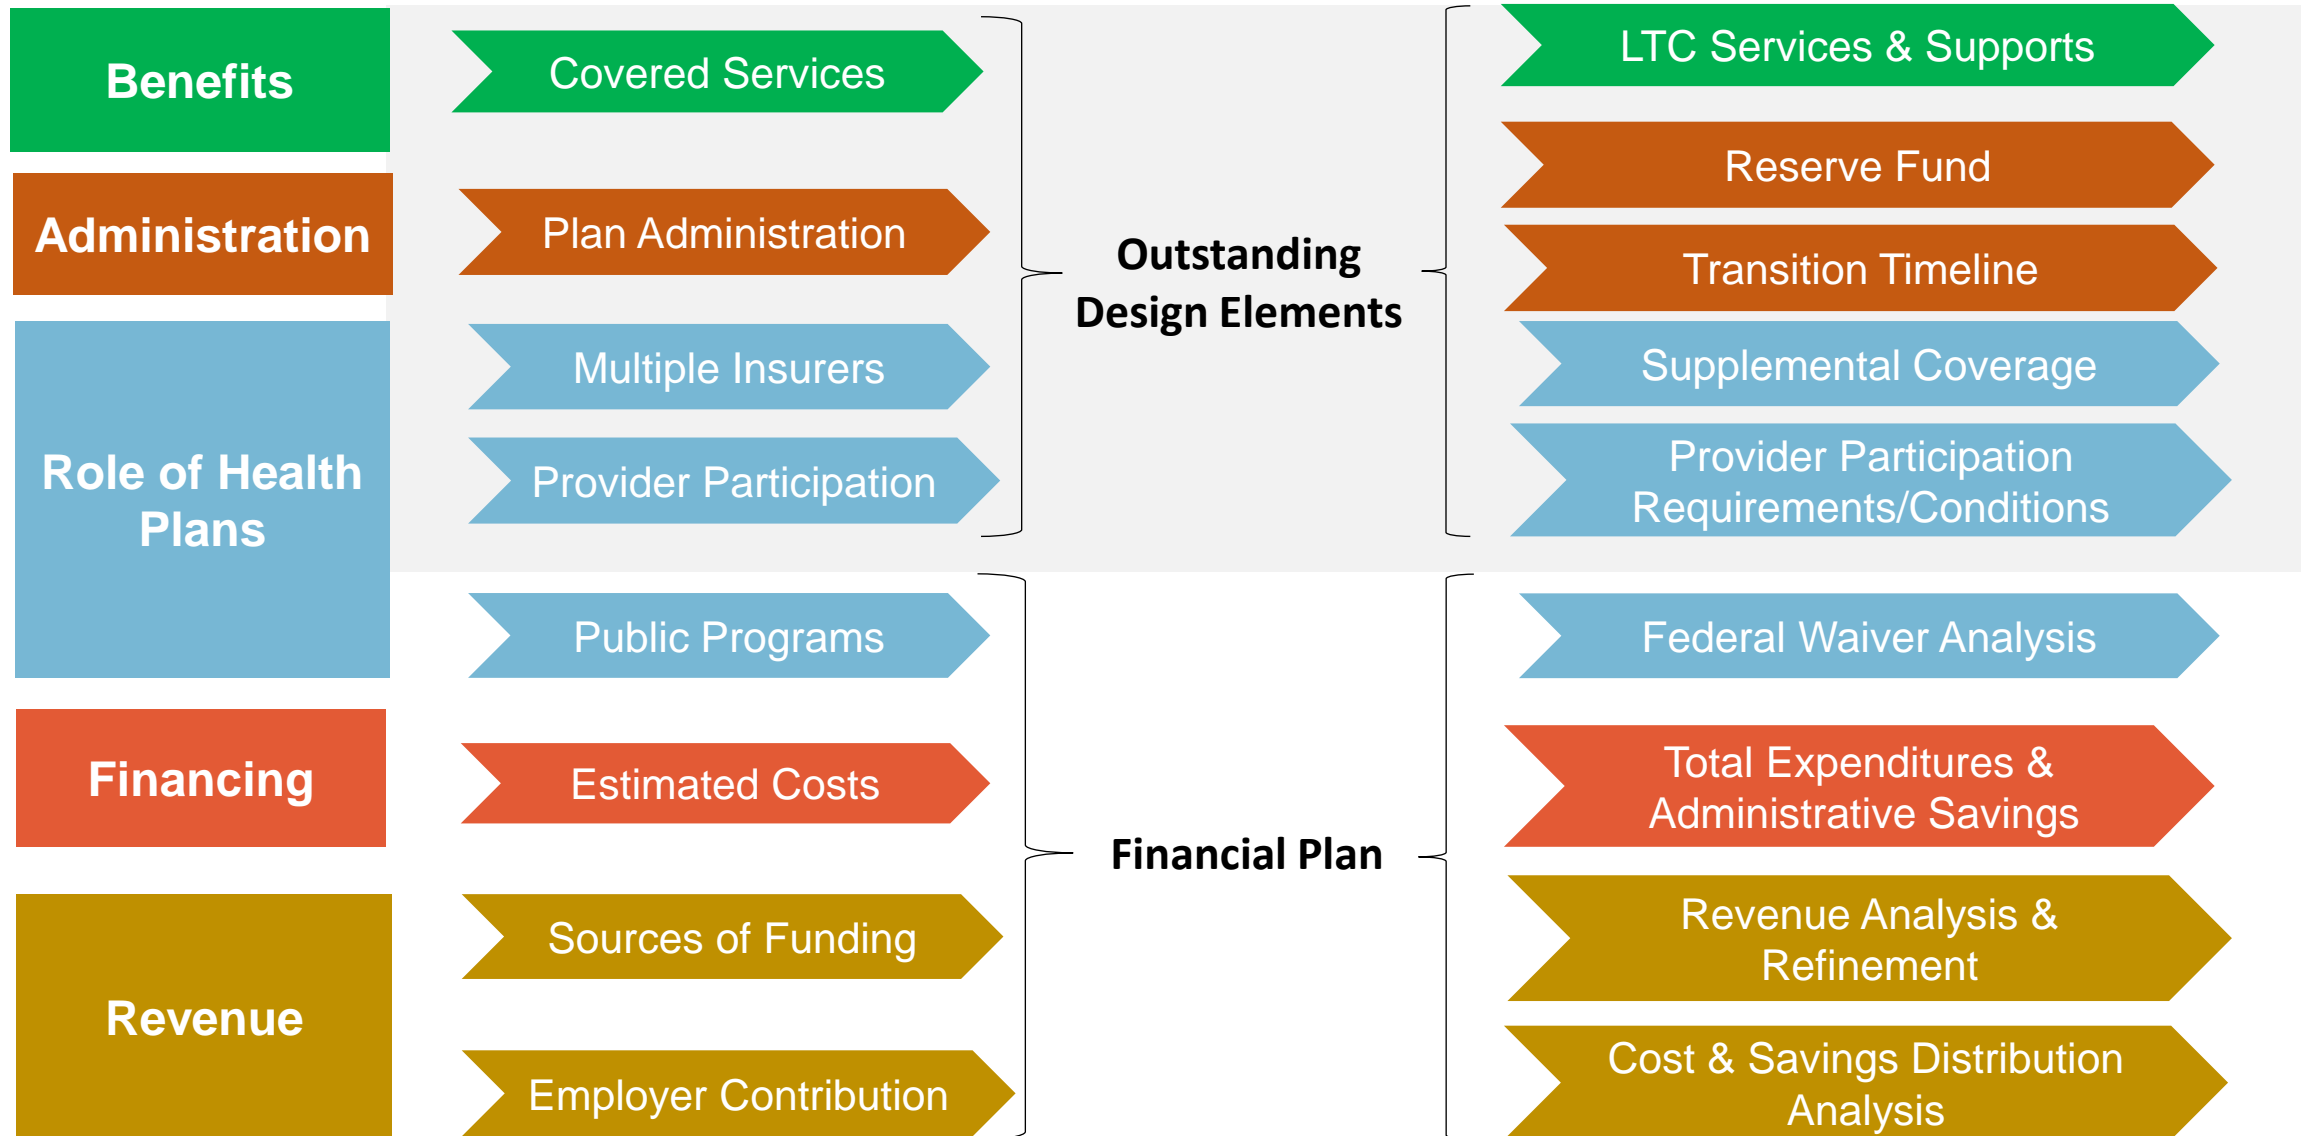 Benefits
Covered Services
LTC Services & Supports
Reserve Fund
Administration
Plan Administration
Outstanding
Design Elements
Transition Timeline
Multiple Insurers
Supplemental Coverage
Role of Health
Plans
Provider Participation
Provider Participation
Requirements/Conditions
Public Programs
Federal Waiver Analysis
Financing
Estimated Costs
Total Expenditures &
Administrative Savings
Financial Plan
Sources of Funding
Revenue Analysis &
Refinement
Revenue
Employer Contribution
Cost & Savings Distribution
Analysis